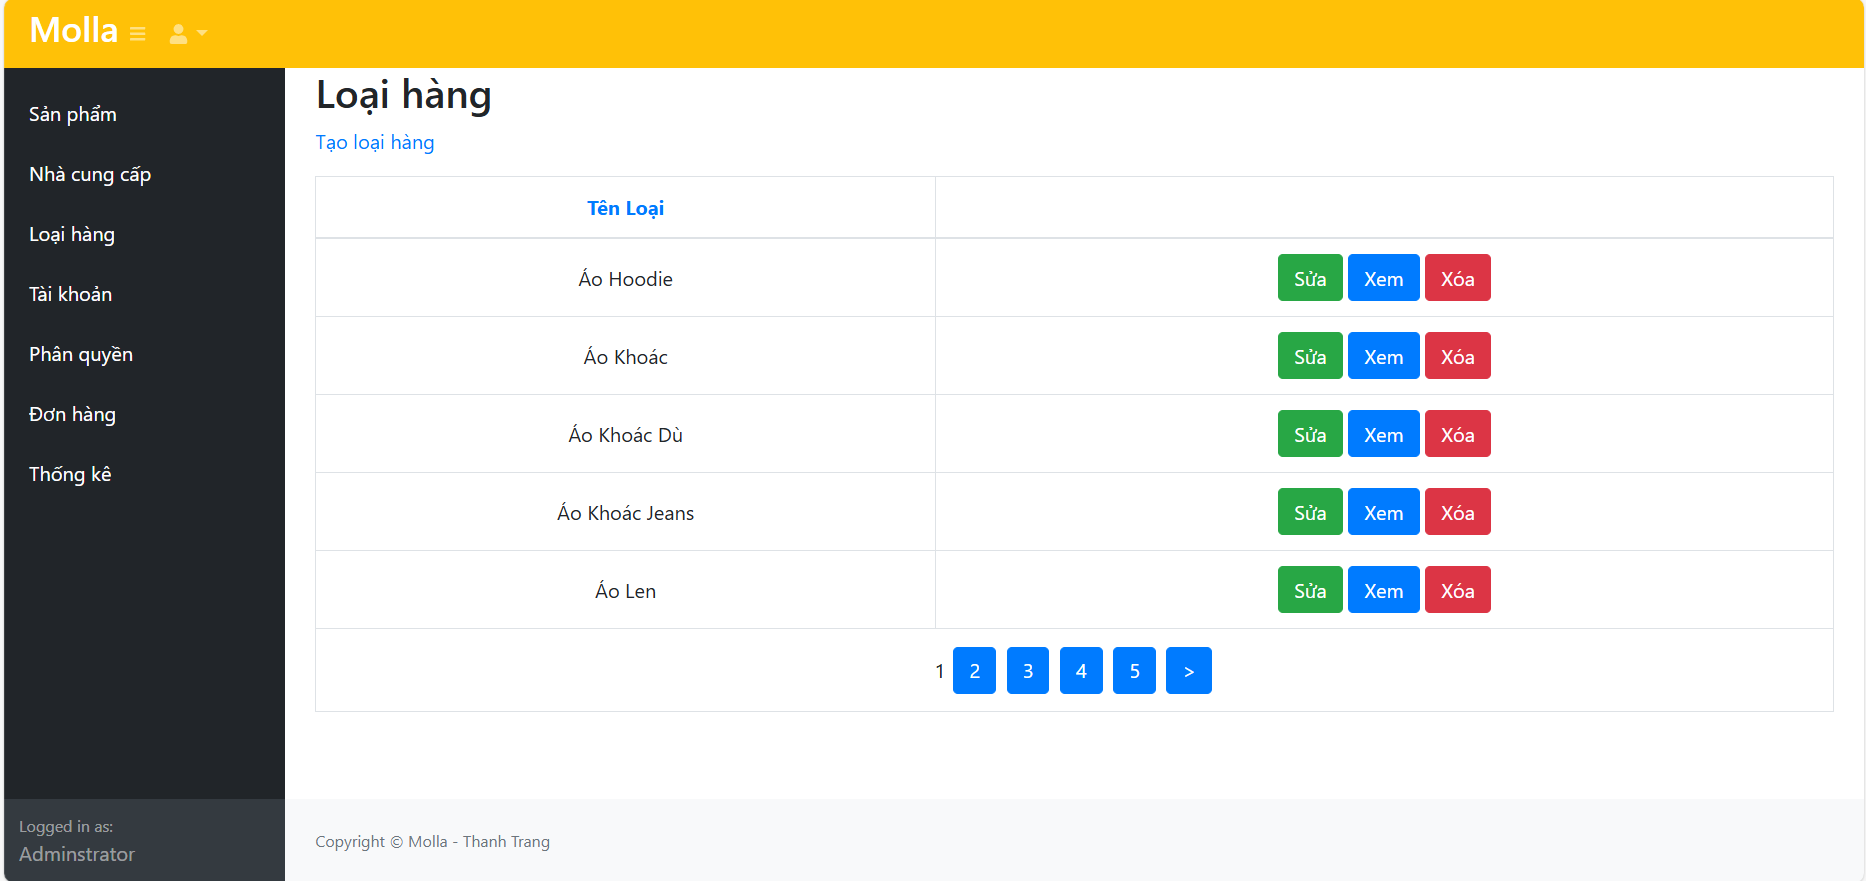 Molla
Sản phẩm
Nhà cung cấp
Loại hàng
Tài khoản
Phân quyền
Đơn hàng
Thống kê
Logged in as:
Adminstrator
Loại hàng
Tạo loại hàng
Tên Loại
Áo Hoodie Sửa Xem Xóa
Áo Khoác Sửa Xem Xóa
Áo Khoác Dù Sửa Xem Xóa
Áo Khoác Jeans Sửa Xem Xóa
Áo Len Sửa Xem Xóa
1 2 3 4 5 >
Copyright © Molla - Thanh Trang